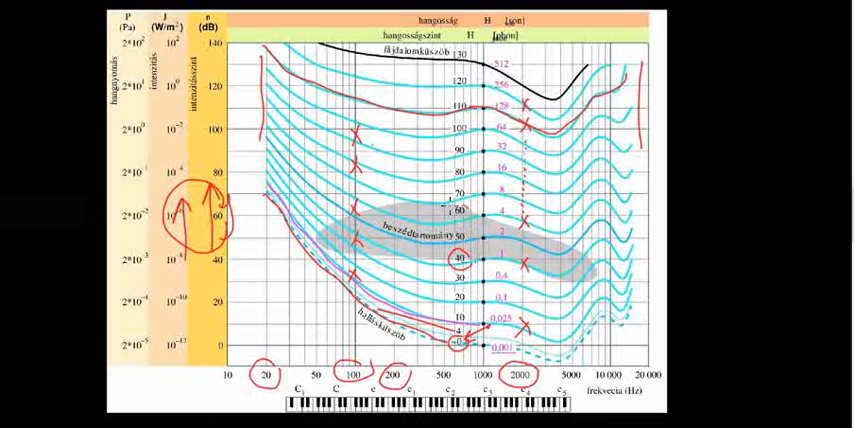 hangosság H [son]
hangosságszint H [phon]
P J n
(Pa) (W/m²) (dB)
hangnyomás
intenzitás
intenzitásszint
2*10² 10² 140
2*10¹ 10⁰ 120
2*10⁰ 10⁻² 100
2*10⁻¹ 10⁻⁴ 80
2*10⁻² 60
2*10⁻³ 10⁻⁸ 40
2*10⁻⁴ 10⁻¹⁰ 20
2*10⁻⁵ 10⁻¹² 0
fájdalomküszöb
130 512
120 256
110 128
100 64
90 32
80 16
70 8
60 4
beszédtartomány 50 2
40 1
30 0,4
20 0,1
10 0,025
4
0 0,001
hallásküszöb
10 20 50 100 200 500 1000 2000 5000 10 000 20 000
frekvecia (Hz)
C₁ C c c₁ c₂ c₃ c₄ c₅